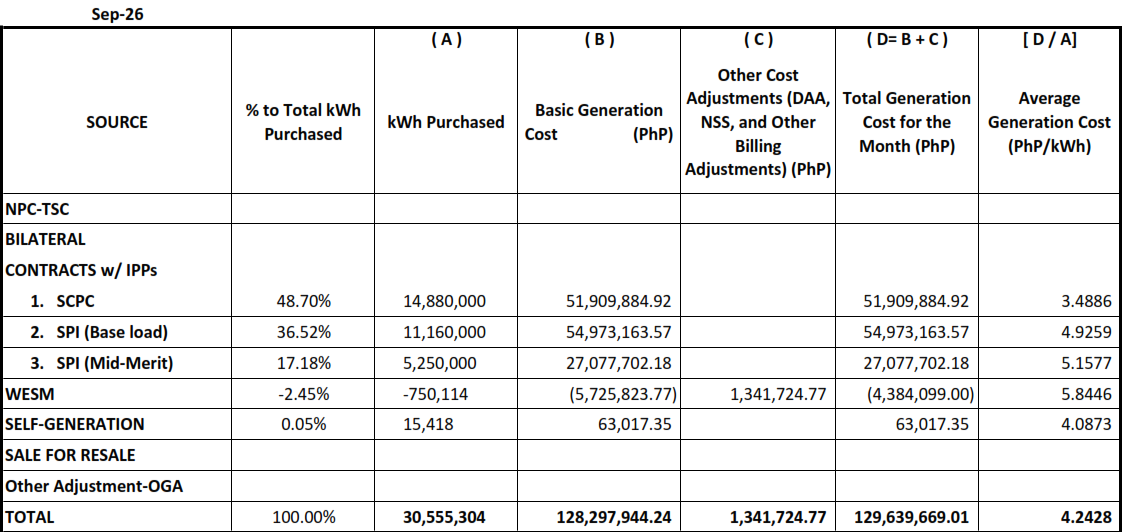 Sep-26
SOURCE % to Total kWh Purchased ( A ) kWh Purchased ( B ) Basic Generation Cost (PhP) ( C ) Other Cost Adjustments (DAA, NSS, and Other Billing Adjustments) (PhP) ( D= B + C ) Total Generation Cost for the Month (PhP) [ D / A] Average Generation Cost (PhP/kWh)
NPC-TSC
BILATERAL
CONTRACTS w/ IPPs
1. SCPC 48.70% 14,880,000 51,909,884.92 51,909,884.92 3.4886
2. SPI (Base load) 36.52% 11,160,000 54,973,163.57 54,973,163.57 4.9259
3. SPI (Mid-Merit) 17.18% 5,250,000 27,077,702.18 27,077,702.18 5.1577
WESM -2.45% -750,114 (5,725,823.77) 1,341,724.77 (4,384,099.00) 5.8446
SELF-GENERATION 0.05% 15,418 63,017.35 63,017.35 4.0873
SALE FOR RESALE
Other Adjustment-OGA
TOTAL 100.00% 30,555,304 128,297,944.24 1,341,724.77 129,639,669.01 4.2428